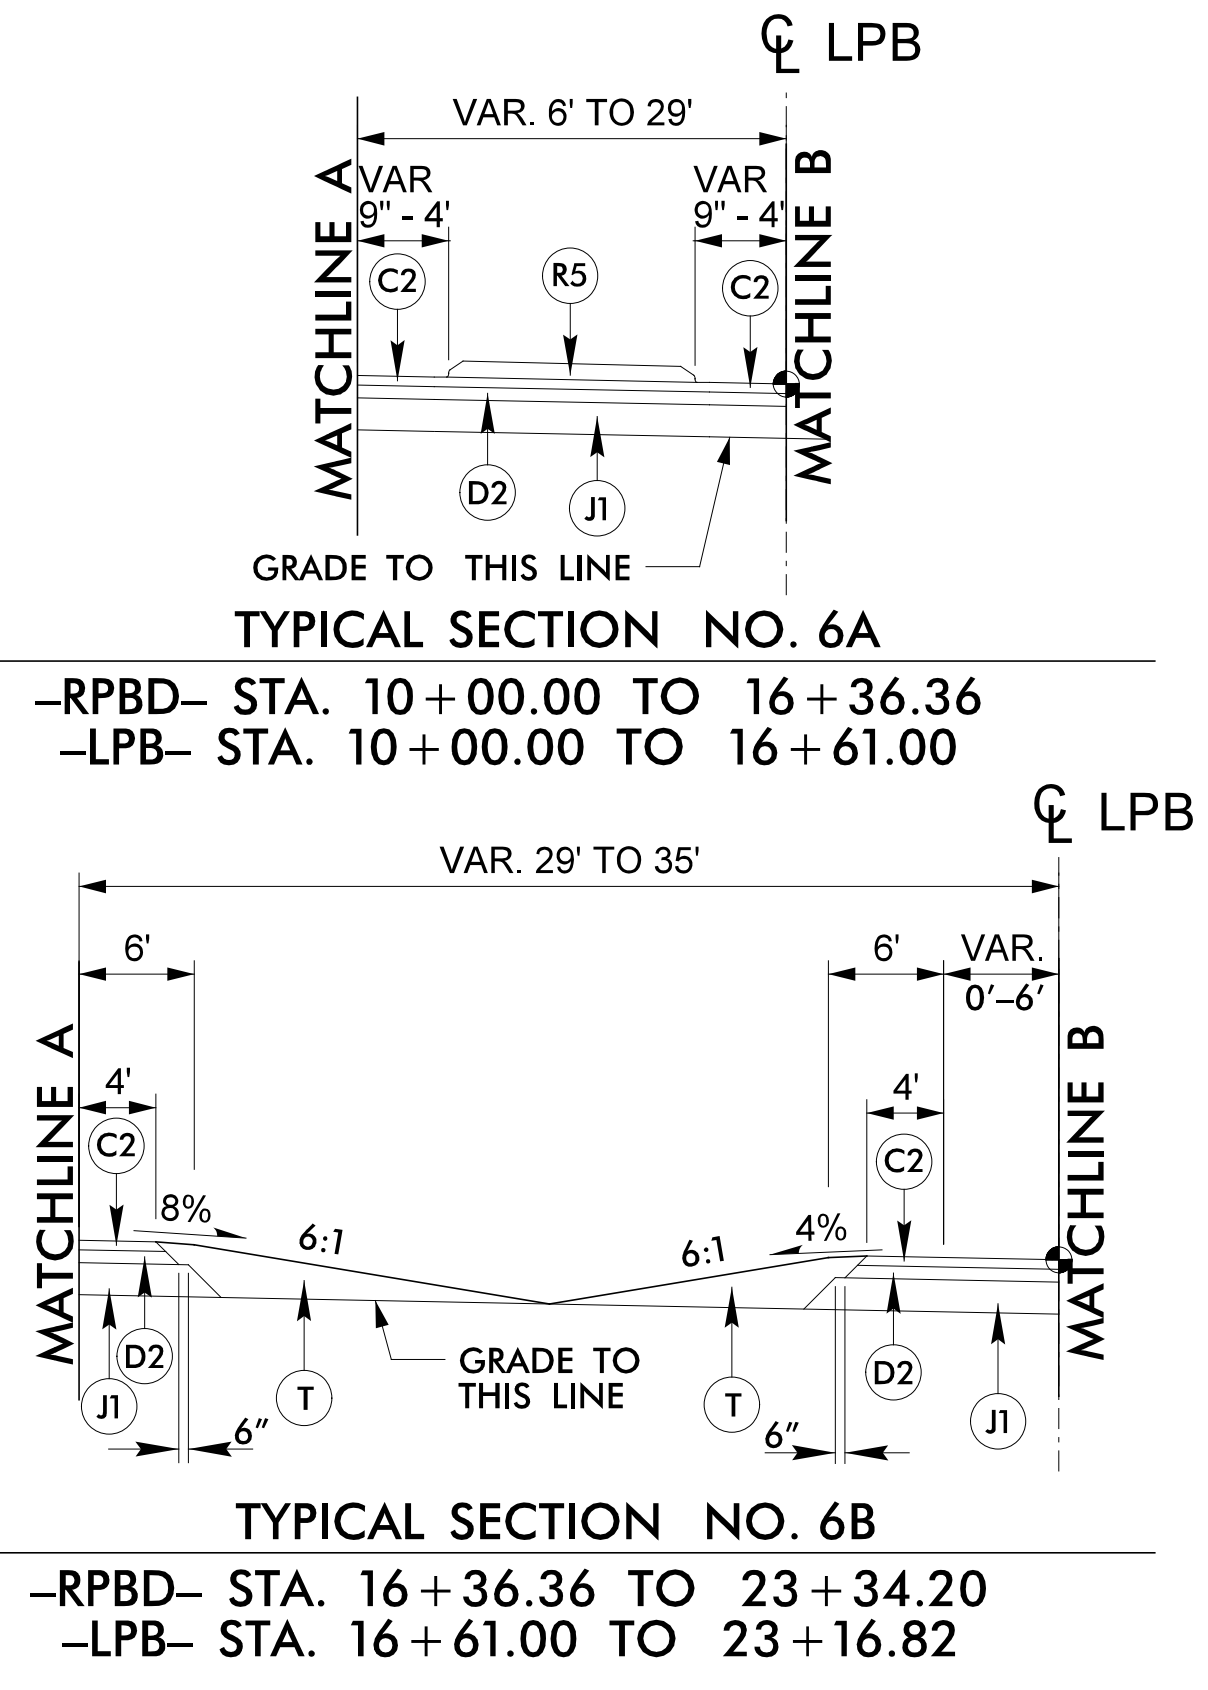 ℄ LPB
VAR. 6' TO 29'
MATCHLINE A
MATCHLINE B
VAR
9" - 4'
VAR
9" - 4'
C2
R5
C2
D2
J1
GRADE TO THIS LINE
TYPICAL SECTION NO. 6A
–RPBD– STA. 10+00.00 TO 16+36.36
–LPB– STA. 10+00.00 TO 16+61.00
℄ LPB
VAR. 29' TO 35'
6'
6'
VAR.
0'–6'
MATCHLINE A
MATCHLINE B
4'
4'
C2
C2
8%
6:1
6:1
4%
D2
J1
T
GRADE TO
THIS LINE
T
D2
J1
6"
6"
TYPICAL SECTION NO. 6B
–RPBD– STA. 16+36.36 TO 23+34.20
–LPB– STA. 16+61.00 TO 23+16.82